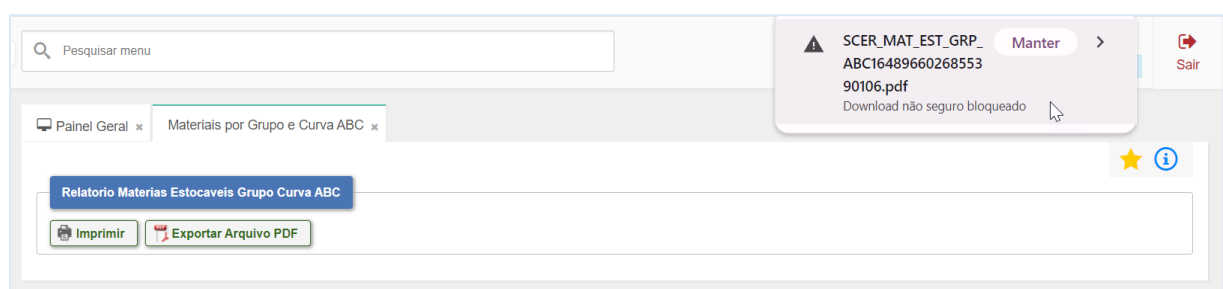 Pesquisar menu
SCER_MAT_EST_GRP_
ABC16489660268553
90106.pdf
Download não seguro bloqueado
Manter
Sair
Painel Geral
Materiais por Grupo e Curva ABC
Relatorio Materias Estocaveis Grupo Curva ABC
Imprimir
Exportar Arquivo PDF